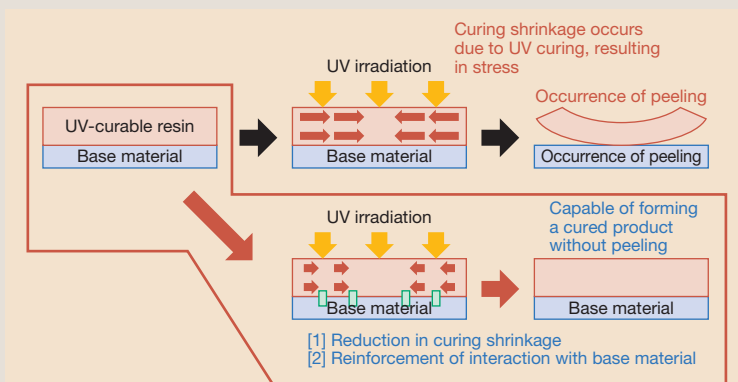 Curing shrinkage occurs
due to UV curing, resulting
in stress
UV irradiation
Occurrence of peeling
UV-curable resin
Base material
Base material
Occurrence of peeling
UV irradiation
Capable of forming
a cured product
without peeling
Base material
Base material
[1] Reduction in curing shrinkage
[2] Reinforcement of interaction with base material